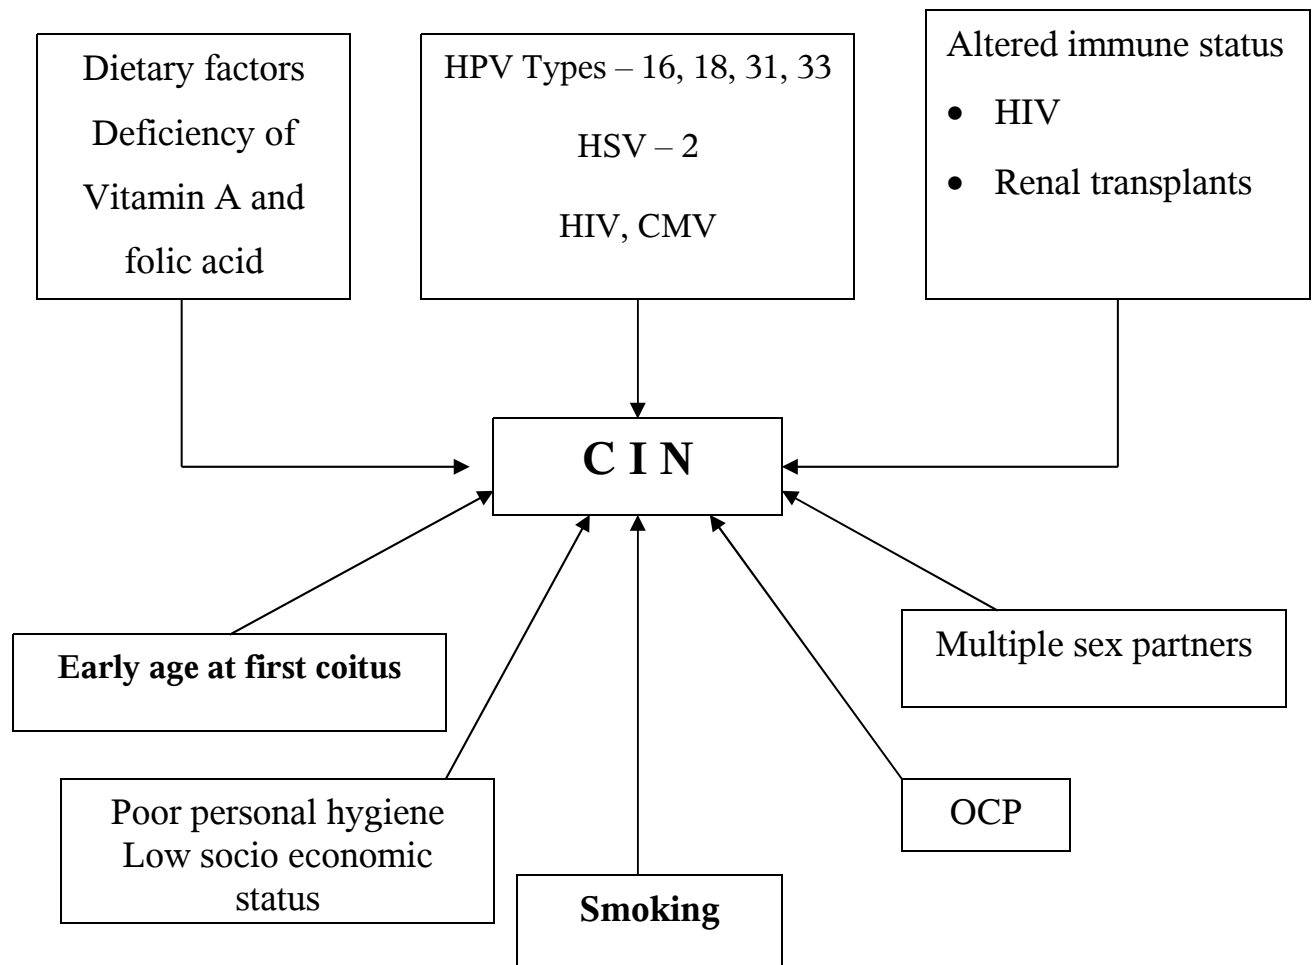 Dietary factors
Deficiency of
Vitamin A and
folic acid
HPV Types – 16, 18, 31, 33
HSV – 2
HIV, CMV
Altered immune status
• HIV
• Renal transplants
C I N
Early age at first coitus
Multiple sex partners
Poor personal hygiene
Low socio economic
status
OCP
Smoking